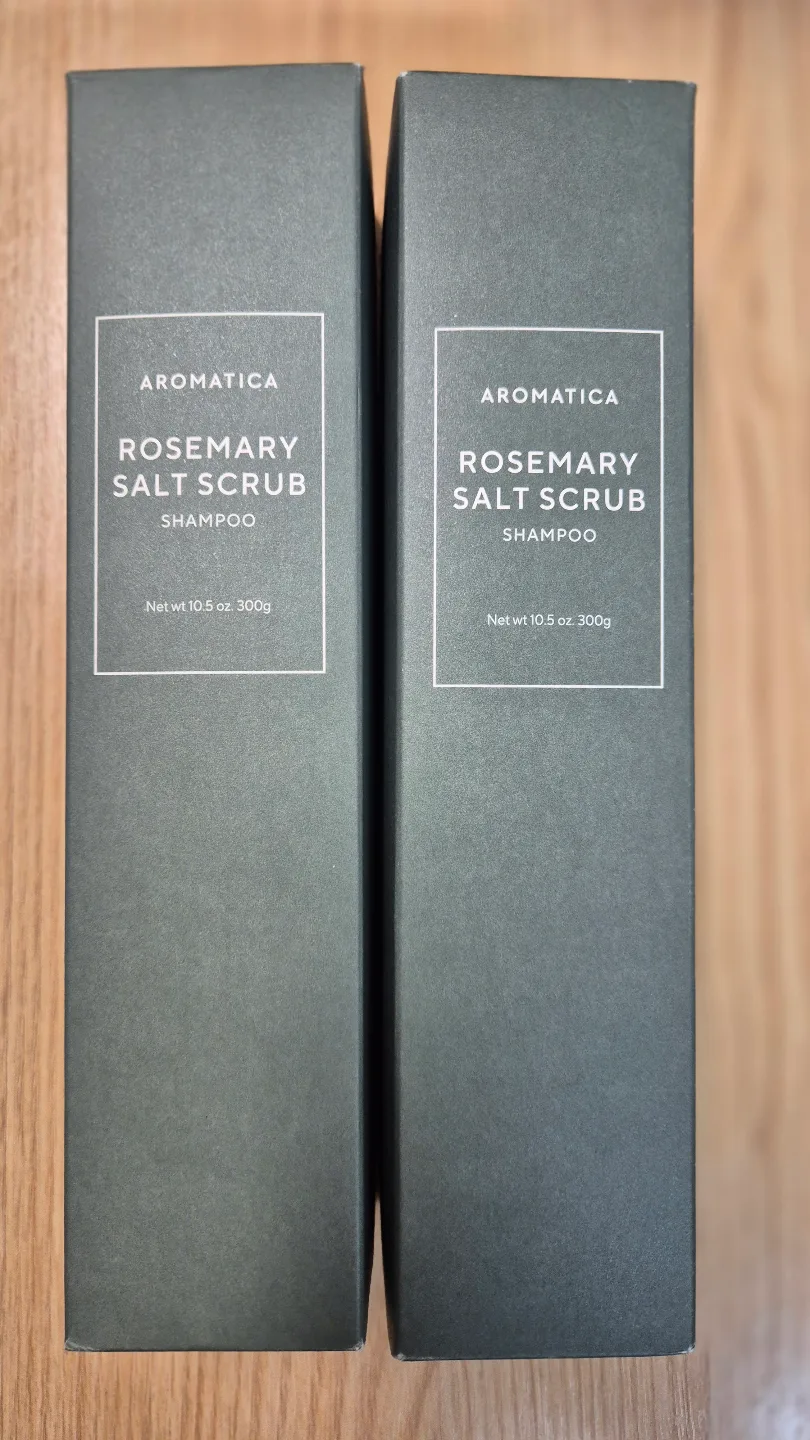 AROMATICA
ROSEMARY
SALT SCRUB
SHAMPOO
Net wt 10.5 oz. 300g
AROMATICA
ROSEMARY
SALT SCRUB
SHAMPOO
Net wt 10.5 oz. 300g